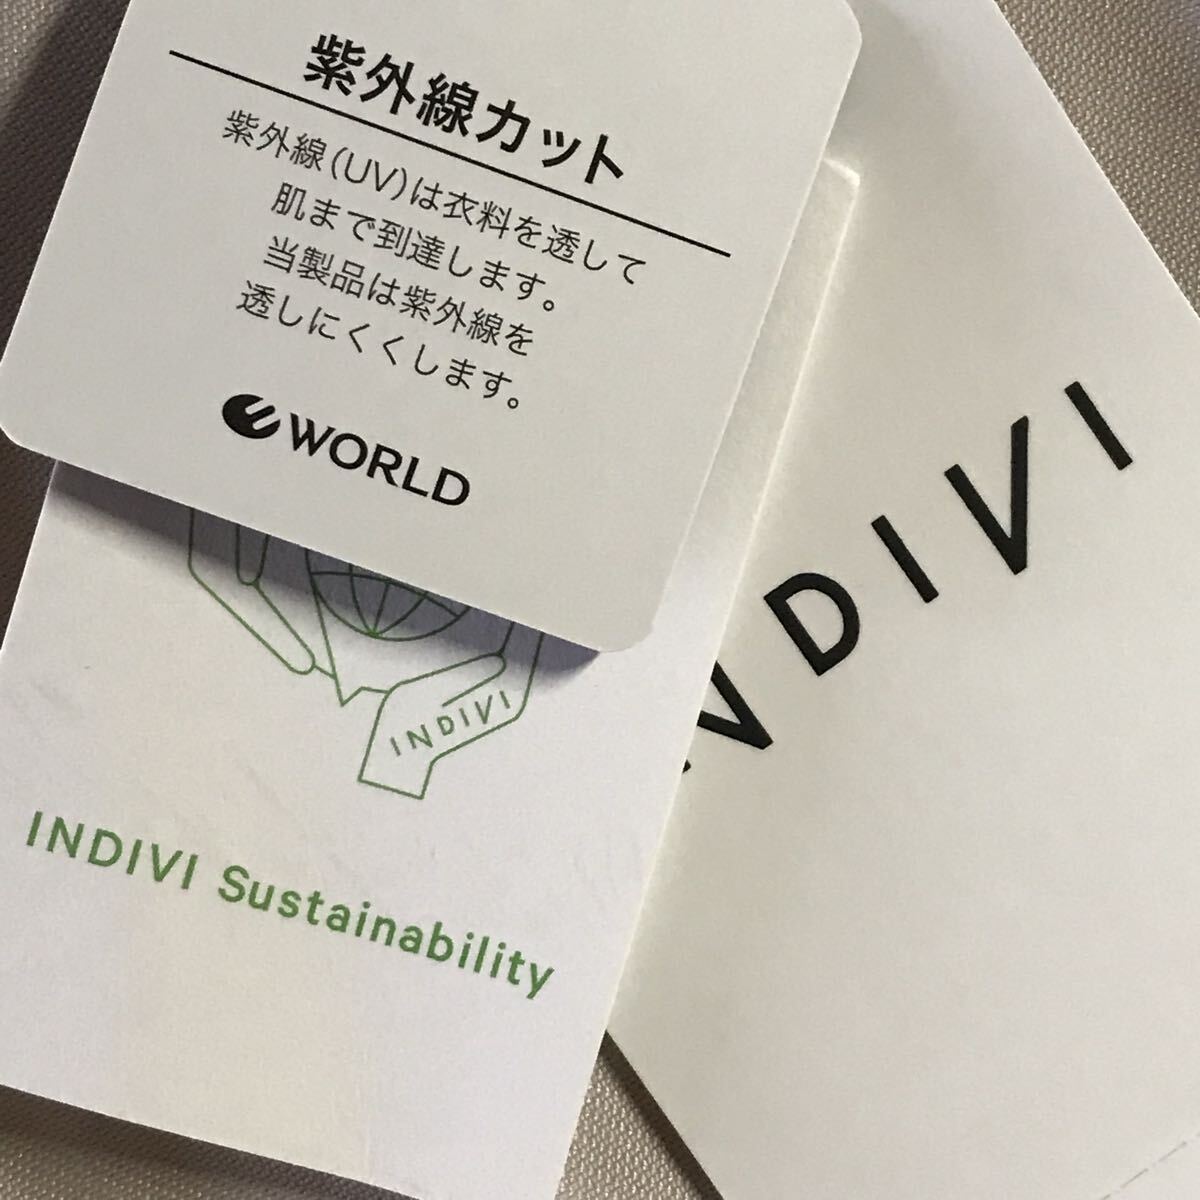 紫外線カット
紫外線(UV)は衣料を透して
肌まで到達します。
当製品は紫外線を
透しにくくします。
WORLD
INDIVI
INDIVI Sustainability
NDIVI